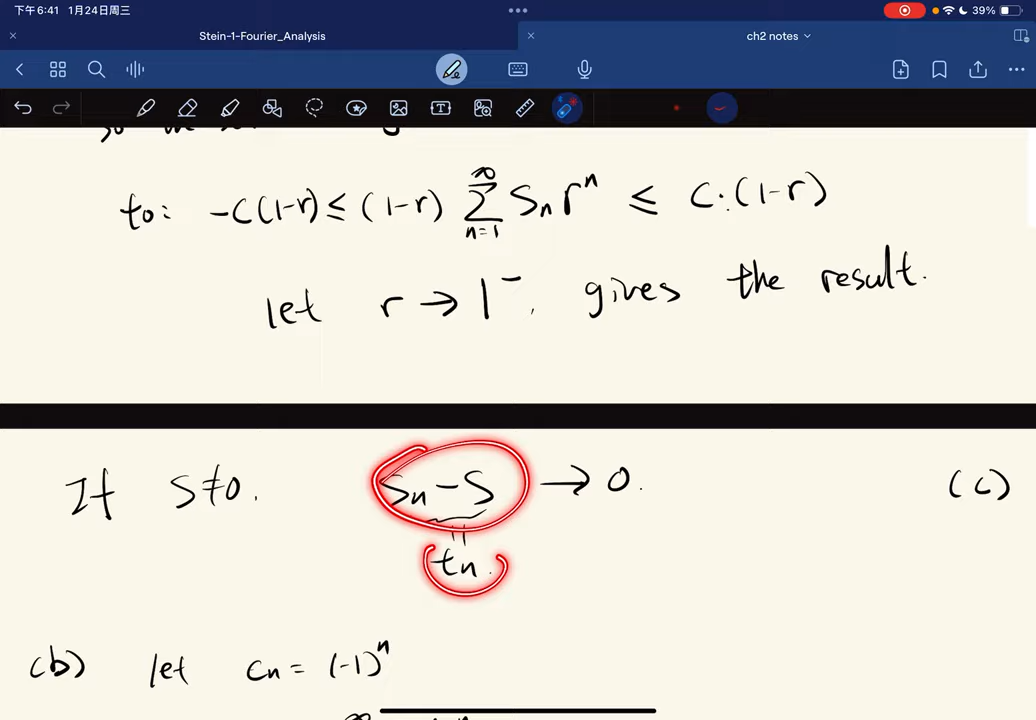 下午6:41 1月24日周三
39%
Stein-1-Fourier_Analysis
ch2 notes
so
to: -C(1-r) ≤ (1-r) ∑_{n=1}^{∞} S_n r^n ≤ C·(1-r)
let r → 1⁻, gives the result.
If S≠0. S_n - S → 0. (C)
||
t_n.
(b) let C_n = (-1)^n